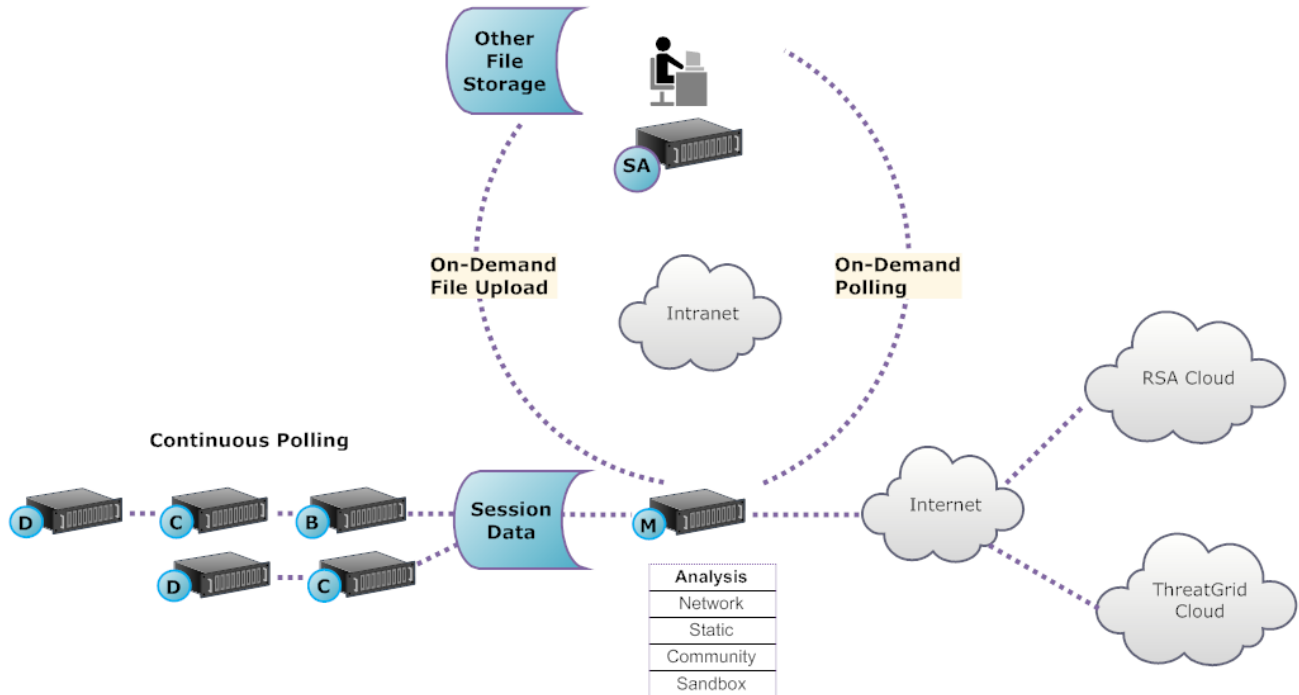 Other
File
Storage
SA
On-Demand
File Upload
On-Demand
Polling
Intranet
RSA Cloud
Continuous Polling
Internet
D
C
B
Session
Data
M
D
C
Analysis
Network
Static
Community
Sandbox
ThreatGrid
Cloud